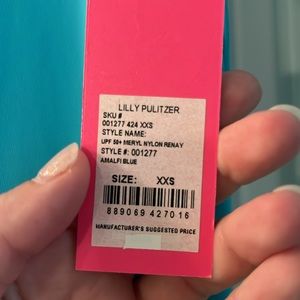 LILLY PULITZER
SKU #
001277 424 XXS
STYLE NAME:
UPF 50+ MERYL NYLON RENAY
STYLE #: 001277
AMALFI BLUE
SIZE: XXS
889069 427016
MANUFACTURER'S SUGGESTED PRICE